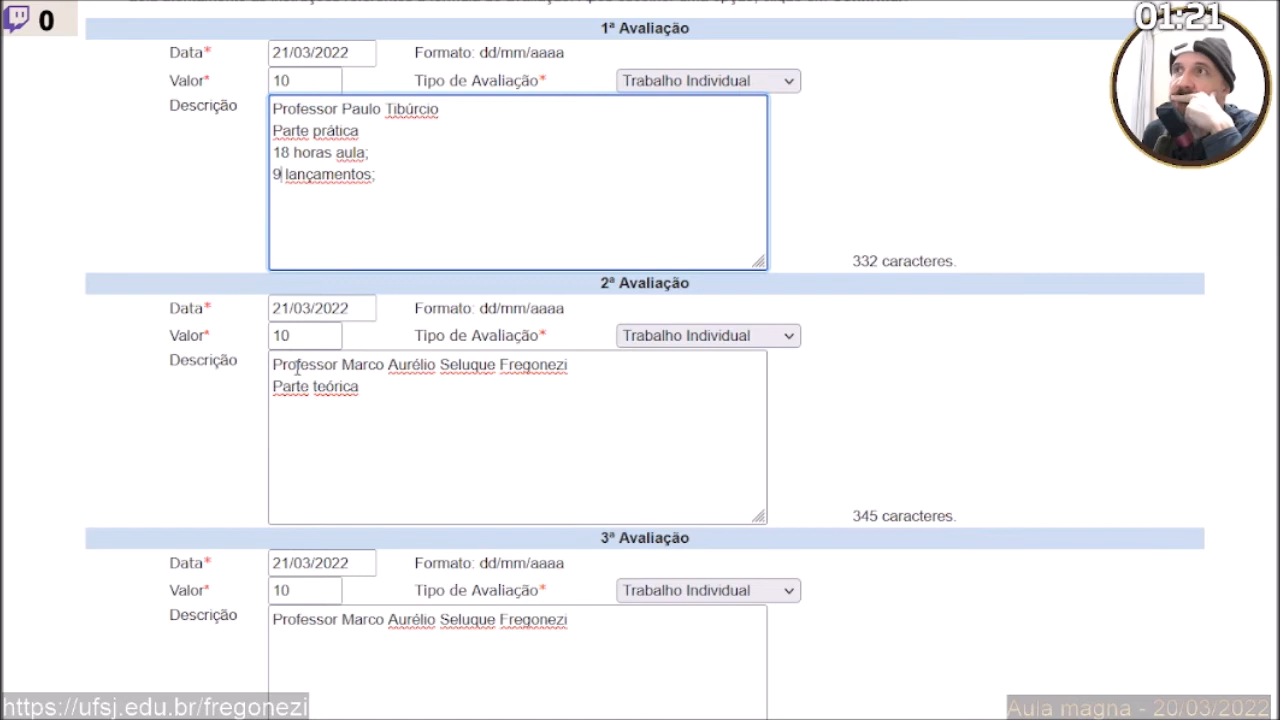 0
01:21
1ª Avaliação
Data* 21/03/2022 Formato: dd/mm/aaaa
Valor* 10 Tipo de Avaliação* Trabalho Individual
Descrição
Professor Paulo Tibúrcio
Parte prática
18 horas aula;
9 lançamentos;
332 caracteres.
2ª Avaliação
Data* 21/03/2022 Formato: dd/mm/aaaa
Valor* 10 Tipo de Avaliação* Trabalho Individual
Descrição
Professor Marco Aurélio Seluque Fregonezi
Parte teórica
345 caracteres.
3ª Avaliação
Data* 21/03/2022 Formato: dd/mm/aaaa
Valor* 10 Tipo de Avaliação* Trabalho Individual
Descrição
Professor Marco Aurélio Seluque Fregonezi
https://ufsj.edu.br/fregonezi
Aula magna - 20/03/2022